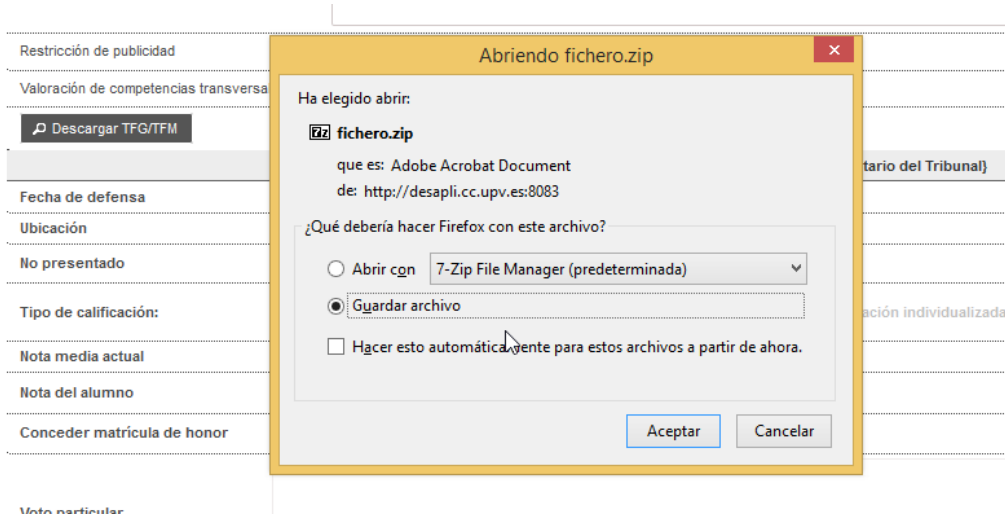 Restricción de publicidad
Valoración de competencias transversa
Descargar TFG/TFM
tario del Tribunal}
Fecha de defensa
Ubicación
No presentado
Tipo de calificación:
ación individualizada
Nota media actual
Nota del alumno
Conceder matrícula de honor
Voto particular
Abriendo fichero.zip
Ha elegido abrir:
7z fichero.zip
que es: Adobe Acrobat Document
de: http://desapli.cc.upv.es:8083
¿Qué debería hacer Firefox con este archivo?
Abrir con 7-Zip File Manager (predeterminada)
Guardar archivo
Hacer esto automáticamente para estos archivos a partir de ahora.
Aceptar Cancelar